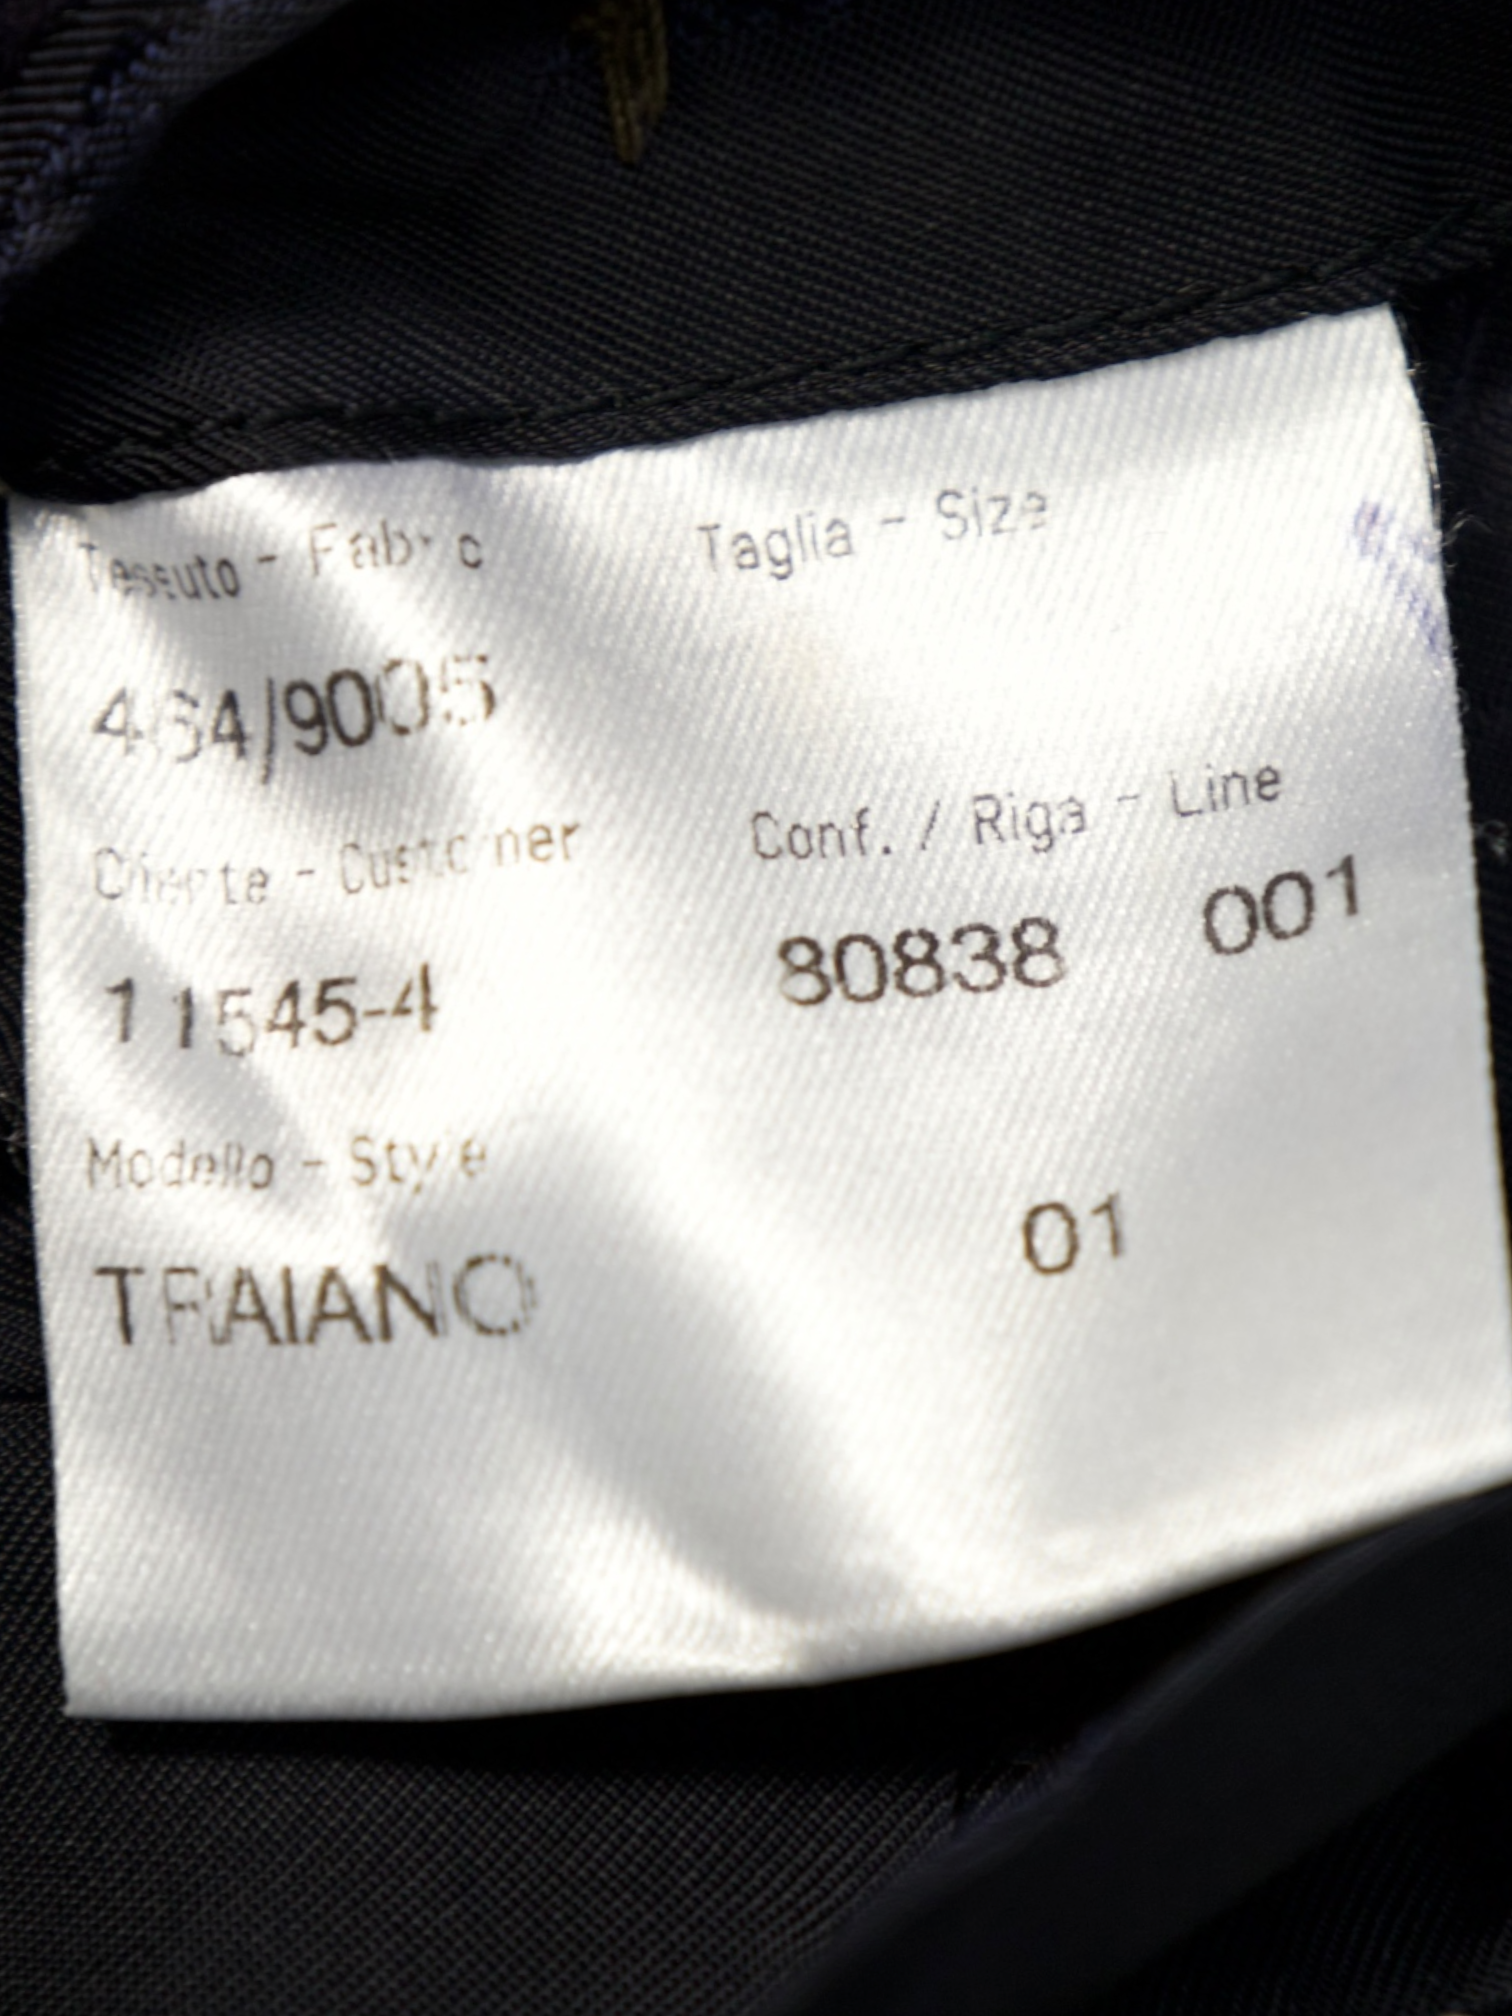 Tessuto - Fabric Taglia - Size
464/9005
Cliente - Customer Conf. / Riga - Line
11545-4 80838 001
Modello - Style
TRAIANO 01